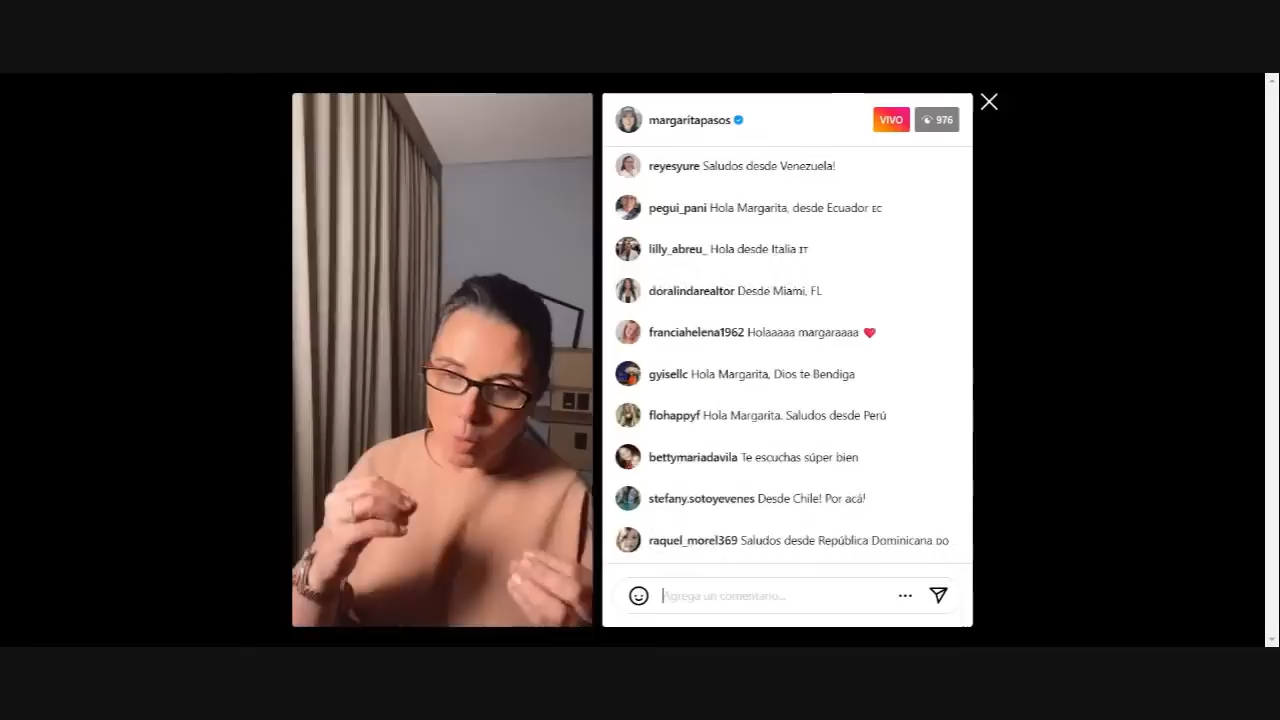 margaritapasos
VIVO
976
reyesyure Saludos desde Venezuela!
pegui_pani Hola Margarita, desde Ecuador EC
lilly_abreu_ Hola desde Italia IT
doralindarealtor Desde Miami, FL
franciahelena1962 Holaaaaa margaraaaa ❤️
gyisellc Hola Margarita, Dios te Bendiga
flohappyf Hola Margarita. Saludos desde Perú
bettymariadavila Te escuchas súper bien
stefany.sotoyevenes Desde Chile! Por acá!
raquel_morel369 Saludos desde República Dominicana DO
Agrega un comentario...